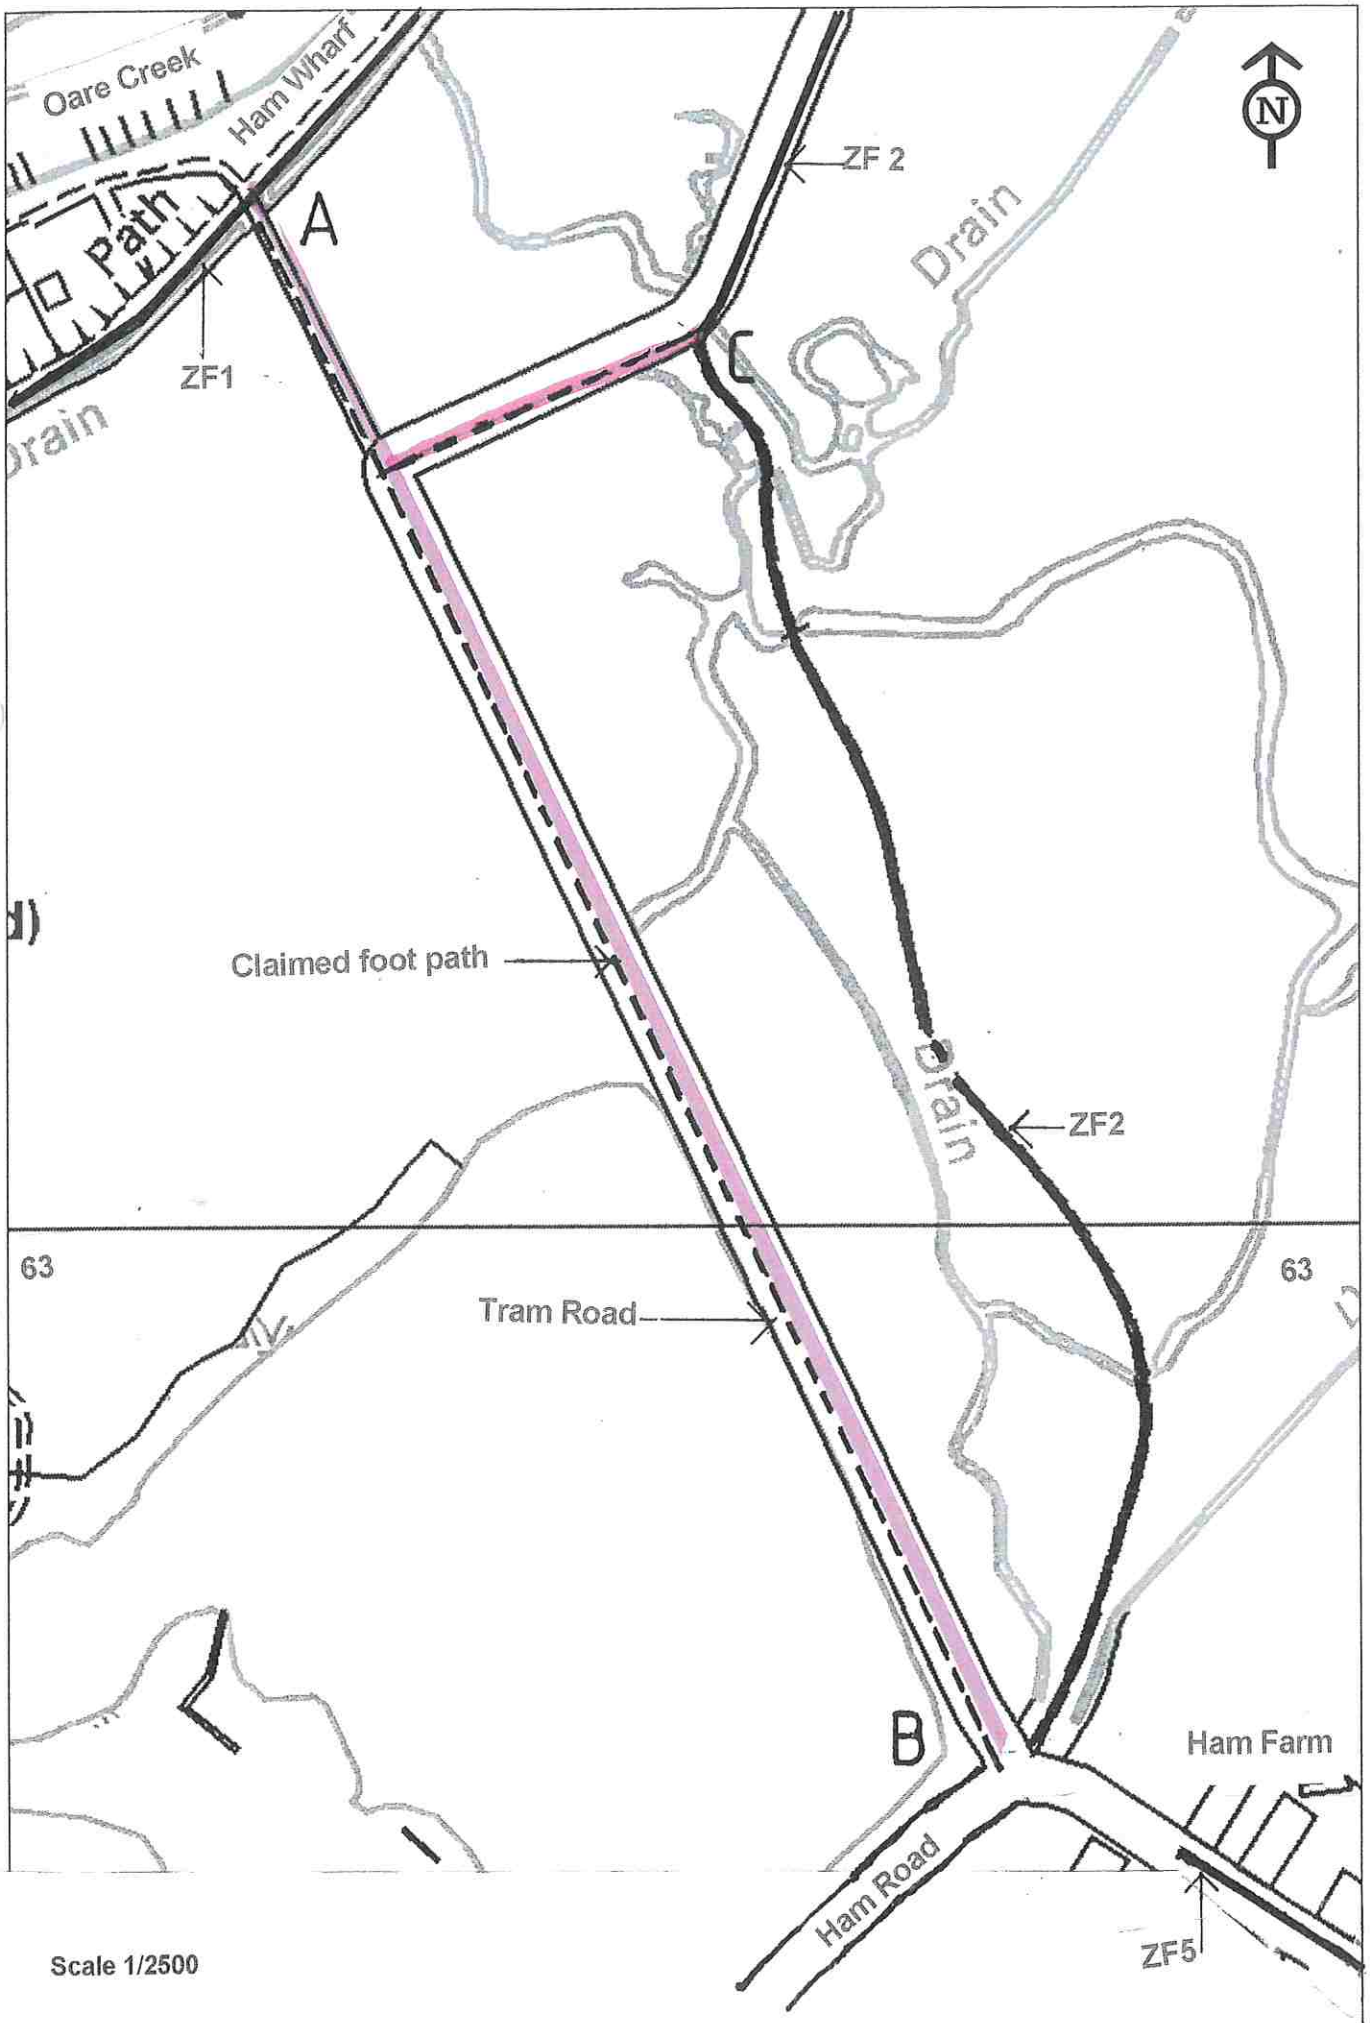 Oare Creek
Ham Wharf
N
ZF 2
A
Path
Drain
ZF1
C
Drain
d)
Claimed foot path
Drain
ZF2
63
63
Tram Road
B
Ham Farm
Ham Road
ZF5
Scale 1/2500